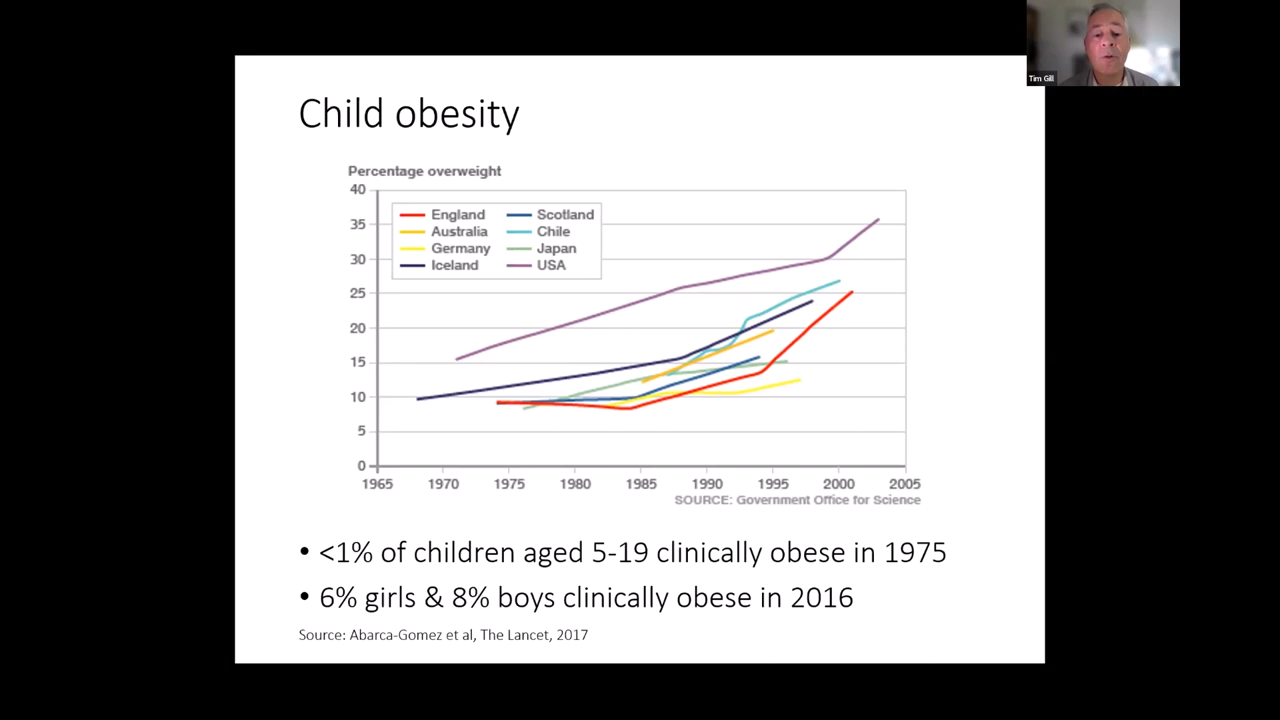 Tim Gill
Child obesity
Percentage overweight
40
35
30
25
20
15
10
5
0
England
Scotland
Australia
Chile
Germany
Japan
Iceland
USA
1965 1970 1975 1980 1985 1990 1995 2000 2005
SOURCE: Government Office for Science
• <1% of children aged 5-19 clinically obese in 1975
• 6% girls & 8% boys clinically obese in 2016
Source: Abarca-Gomez et al, The Lancet, 2017